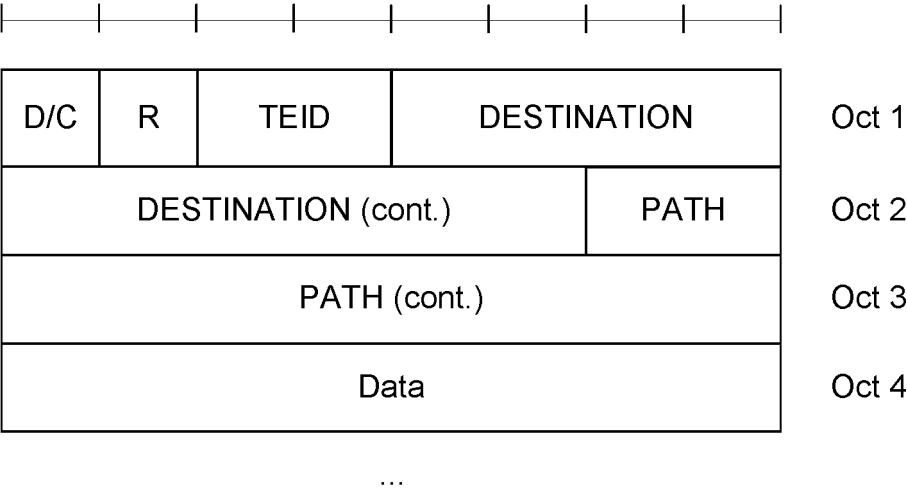 D/C R TEID DESTINATION Oct 1
DESTINATION (cont.) PATH Oct 2
PATH (cont.) Oct 3
Data Oct 4
...